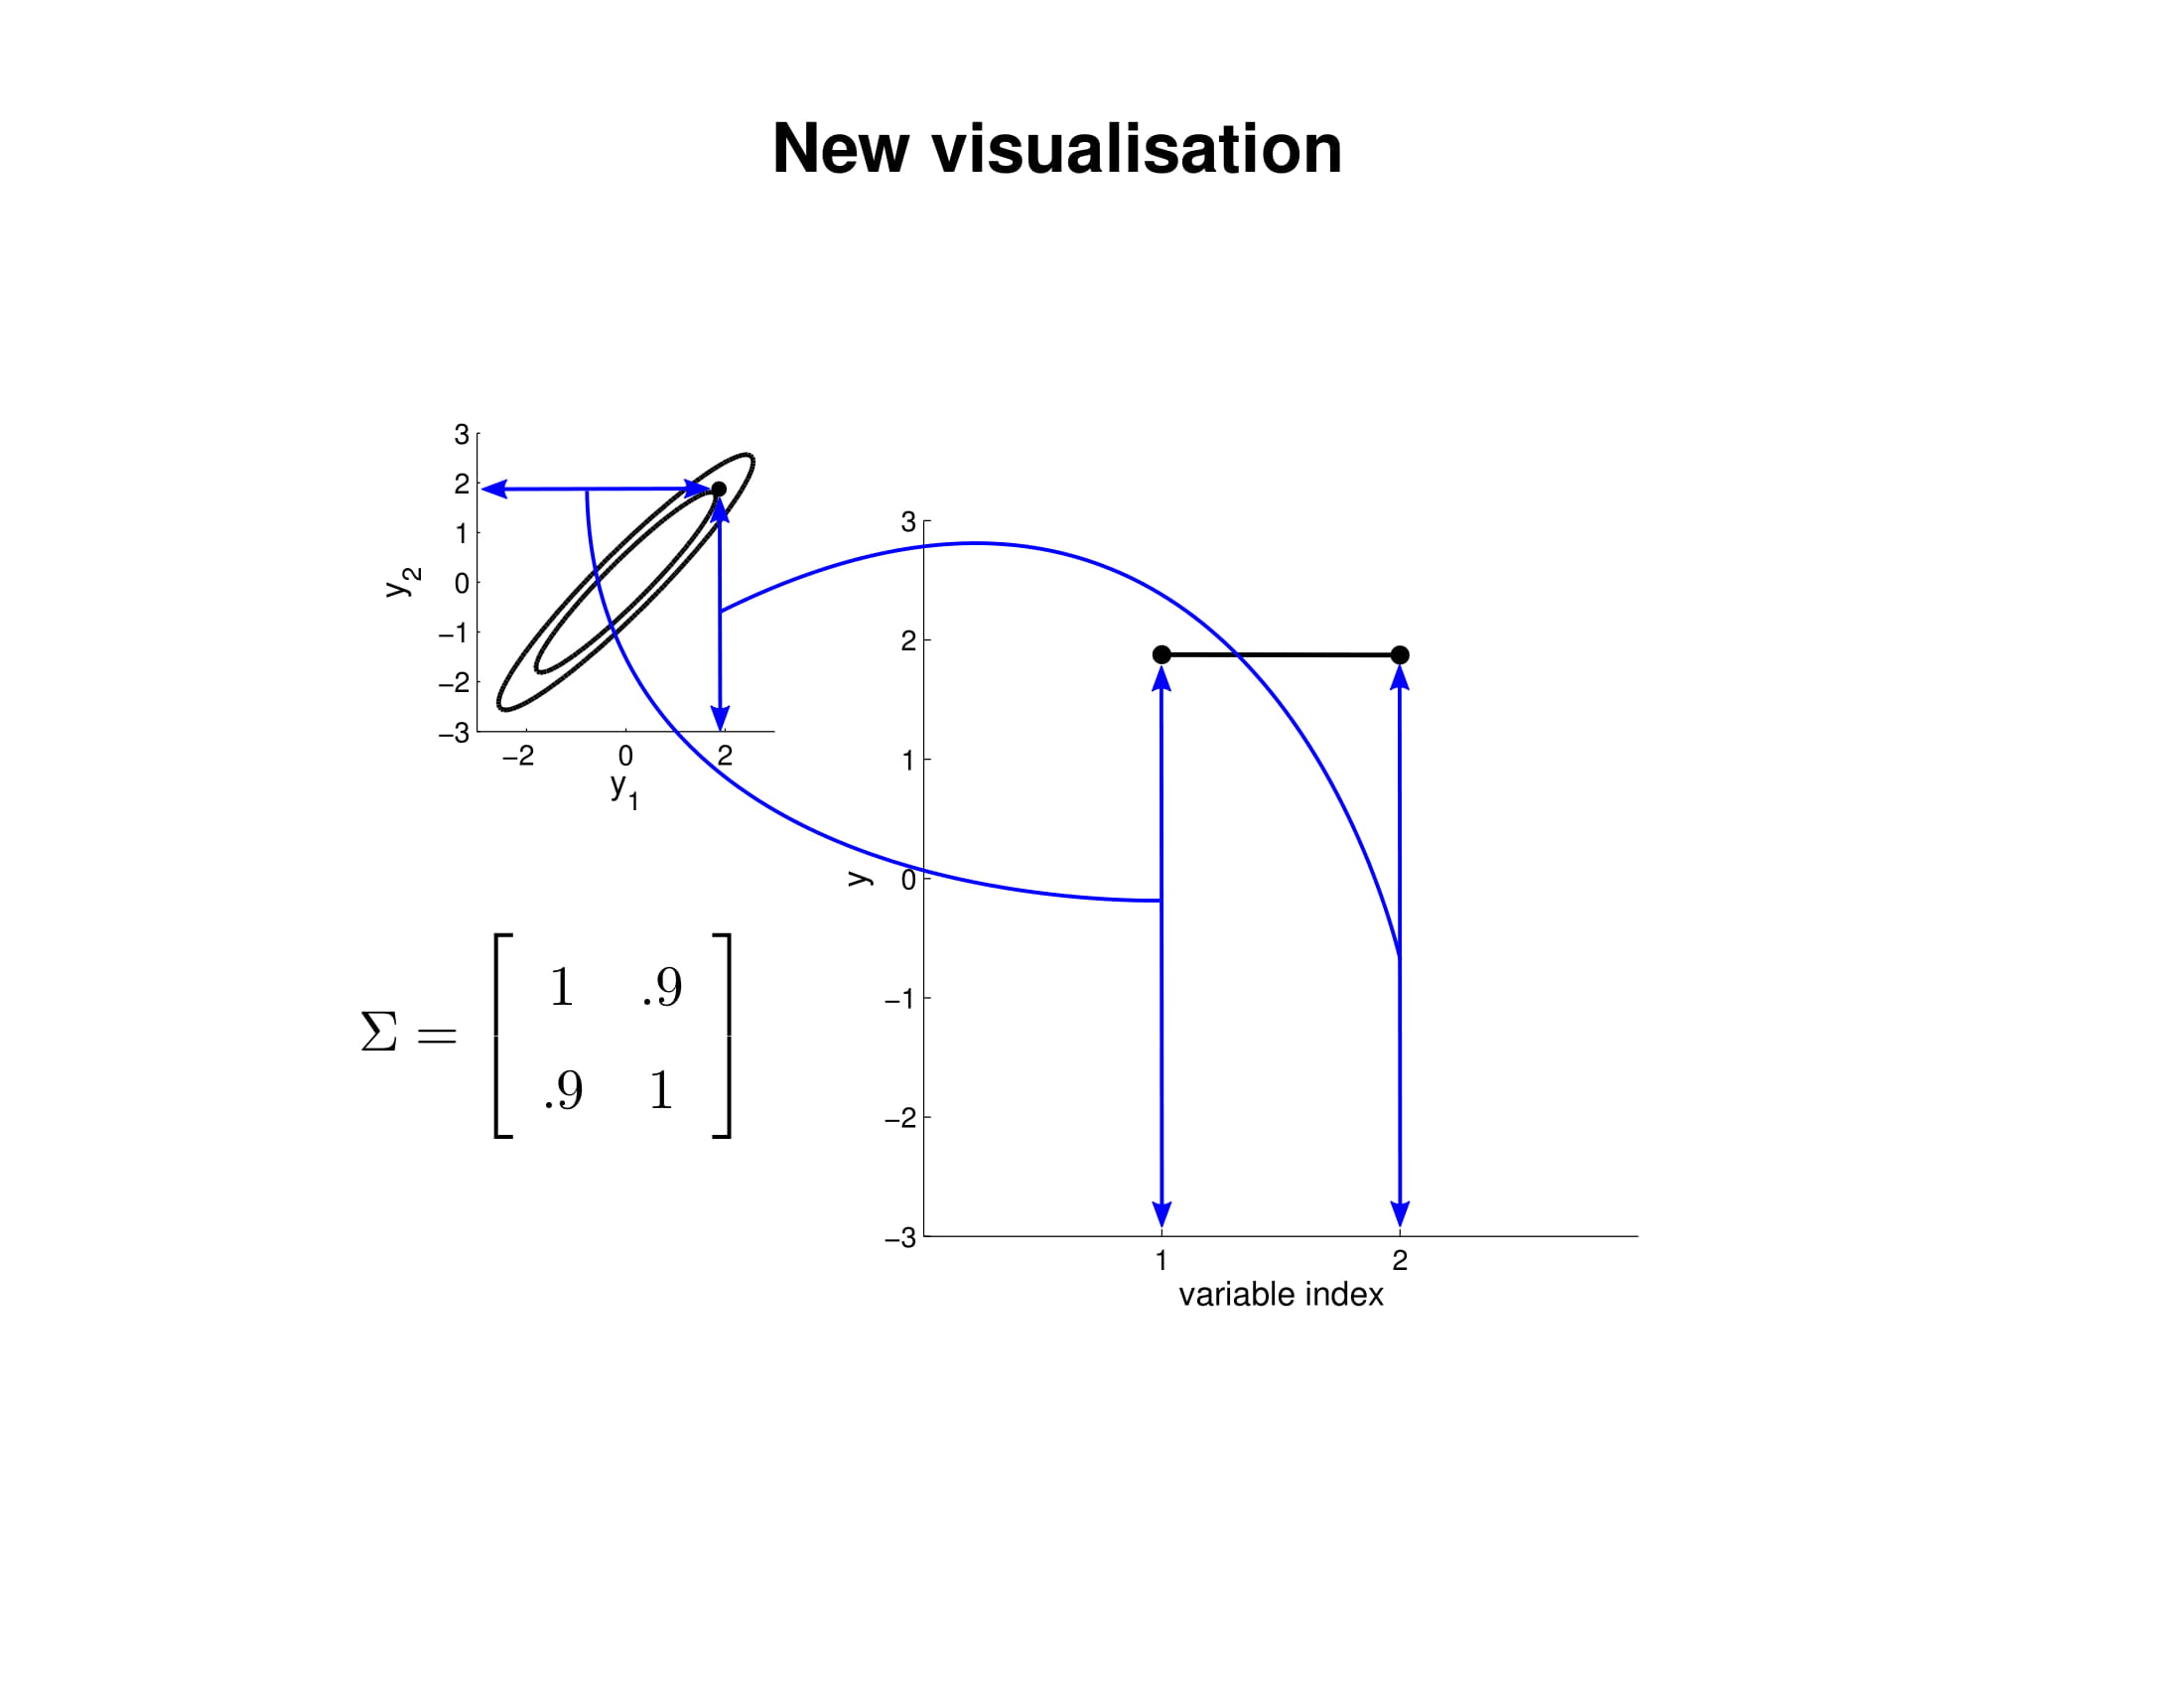 New visualisation
3
2
1
0
−1
−2
−3
y2
−2 0 2
y1
Σ = [ 1 .9
.9 1 ]
3
2
1
0
−1
−2
−3
y
1 2
variable index